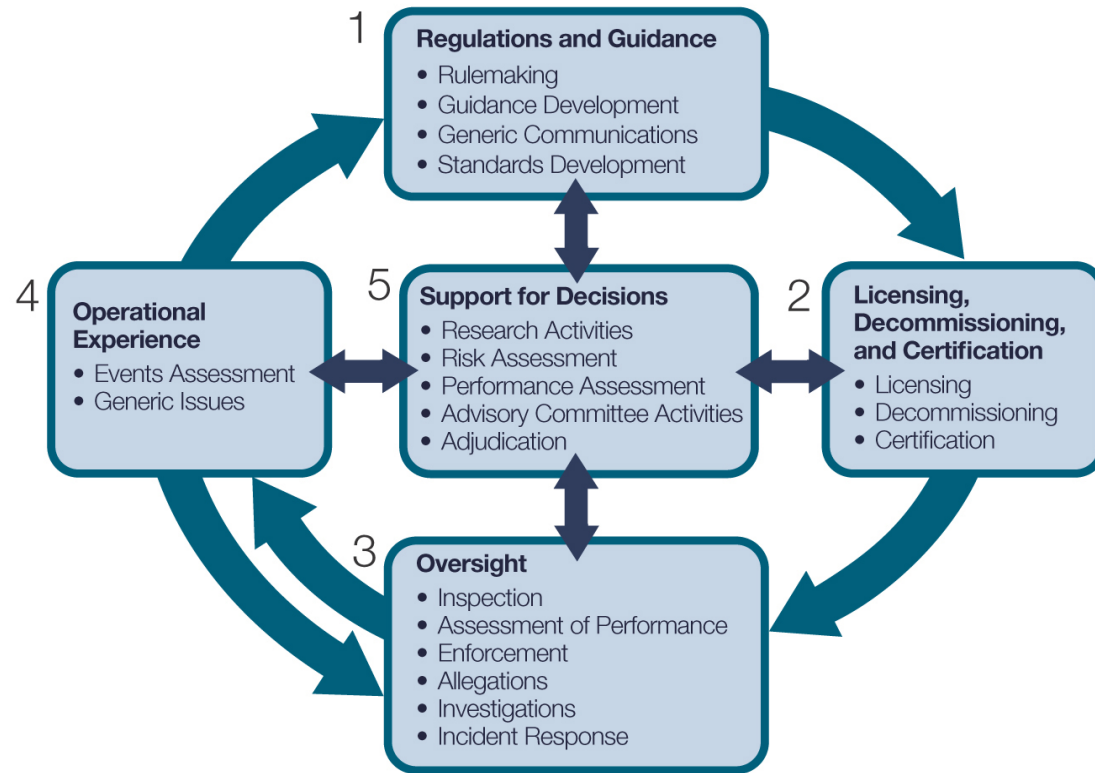 1
Regulations and Guidance
• Rulemaking
• Guidance Development
• Generic Communications
• Standards Development
4
Operational
Experience
• Events Assessment
• Generic Issues
5
Support for Decisions
• Research Activities
• Risk Assessment
• Performance Assessment
• Advisory Committee Activities
• Adjudication
2
Licensing,
Decommissioning,
and Certification
• Licensing
• Decommissioning
• Certification
3
Oversight
• Inspection
• Assessment of Performance
• Enforcement
• Allegations
• Investigations
• Incident Response